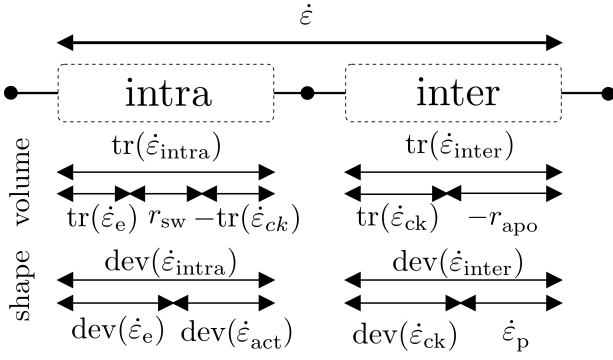 ε̇
intra inter
volume
tr(ε̇_intra) tr(ε̇_inter)
tr(ε̇_e) r_sw −tr(ε̇_ck) tr(ε̇_ck) −r_apo
shape
dev(ε̇_intra) dev(ε̇_inter)
dev(ε̇_e) dev(ε̇_act) dev(ε̇_ck) ε̇_p